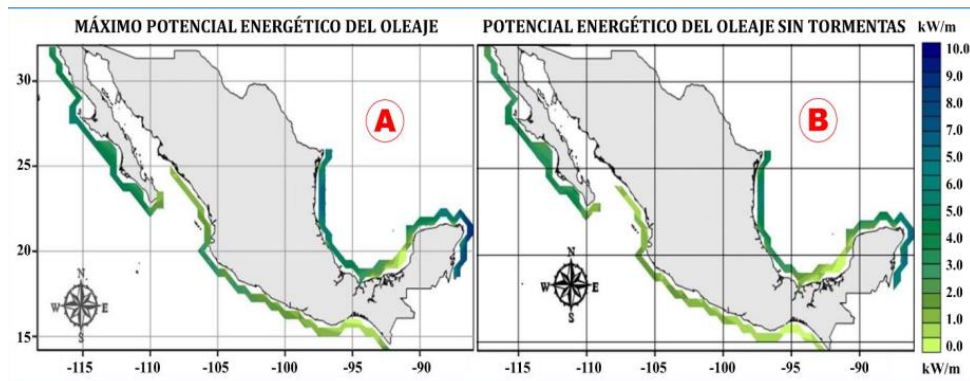 MÁXIMO POTENCIAL ENERGÉTICO DEL OLEAJE
POTENCIAL ENERGÉTICO DEL OLEAJE SIN TORMENTAS
kW/m
A
B
30
25
20
15
N
W E
S
N
W E
S
-115 -110 -105 -100 -95 -90
-115 -110 -105 -100 -95 -90
10.0
9.0
8.0
7.0
6.0
5.0
4.0
3.0
2.0
1.0
0.0
kW/m